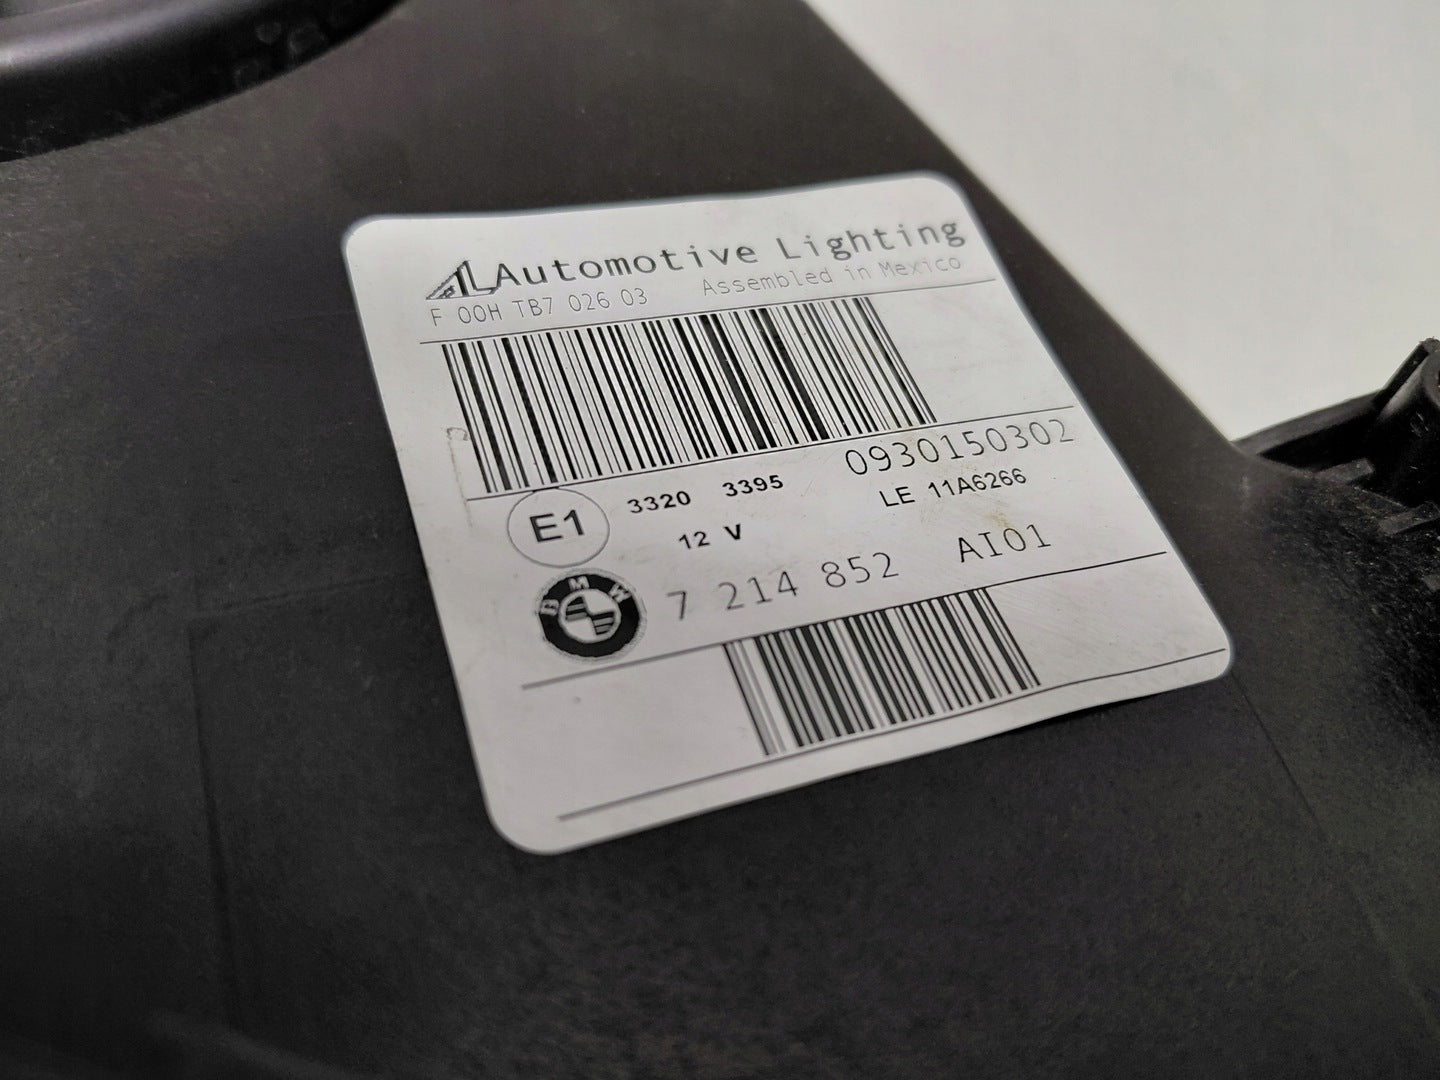 AL Automotive Lighting
F 00H TB7 026 03 Assembled in Mexico
0930150302
E1 3320 3395 LE 11A6266
12 V
BMW 7 214 852 AI01